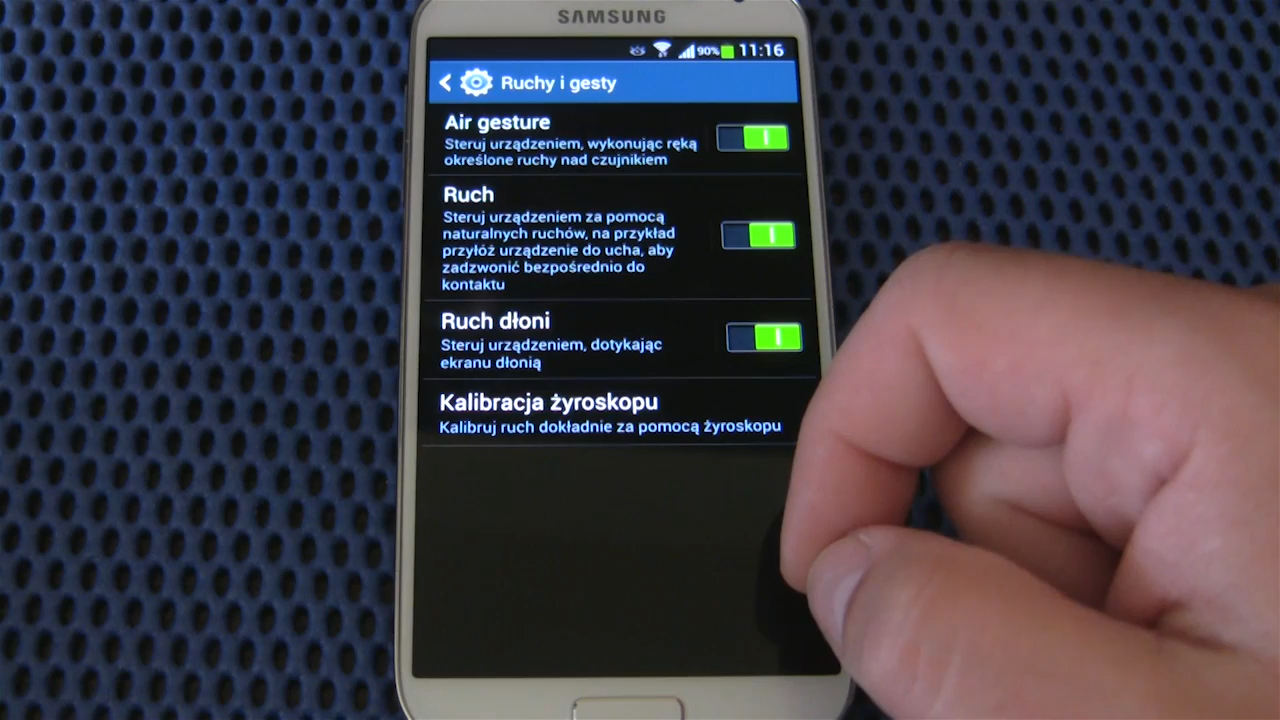 SAMSUNG
90% 11:16
Ruchy i gesty
Air gesture
Steruj urządzeniem, wykonując ręką
określone ruchy nad czujnikiem
Ruch
Steruj urządzeniem za pomocą
naturalnych ruchów, na przykład
przyłóż urządzenie do ucha, aby
zadzwonić bezpośrednio do
kontaktu
Ruch dłoni
Steruj urządzeniem, dotykając
ekranu dłonią
Kalibracja żyroskopu
Kalibruj ruch dokładnie za pomocą żyroskopu